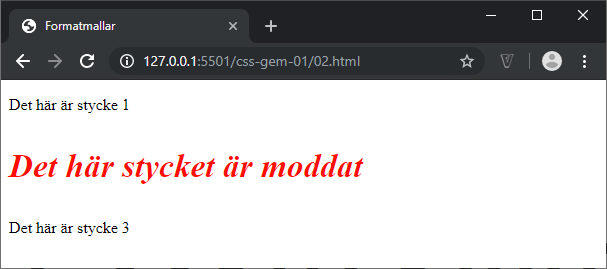 Formatmallar
127.0.0.1:5501/css-gem-01/02.html
Det här är stycke 1
Det här stycket är moddat
Det här är stycke 3